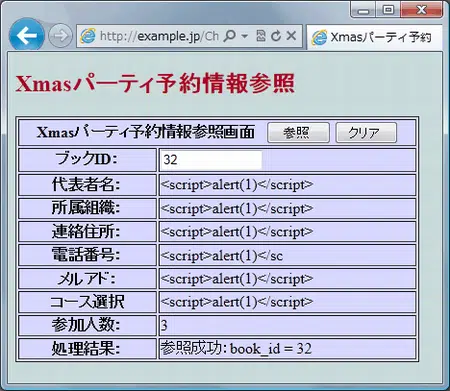 http://example.jp/Ch
Xmasパーティ予約
Xmasパーティ予約情報参照
Xmasパーティ予約情報参照画面 参照 クリア
ブックID: 32
代表者名: <script>alert(1)</script>
所属組織: <script>alert(1)</script>
連絡住所: <script>alert(1)</script>
電話番号: <script>alert(1)</sc
メルアド: <script>alert(1)</script>
コース選択 <script>alert(1)</script>
参加人数: 3
処理結果: 参照成功: book_id = 32